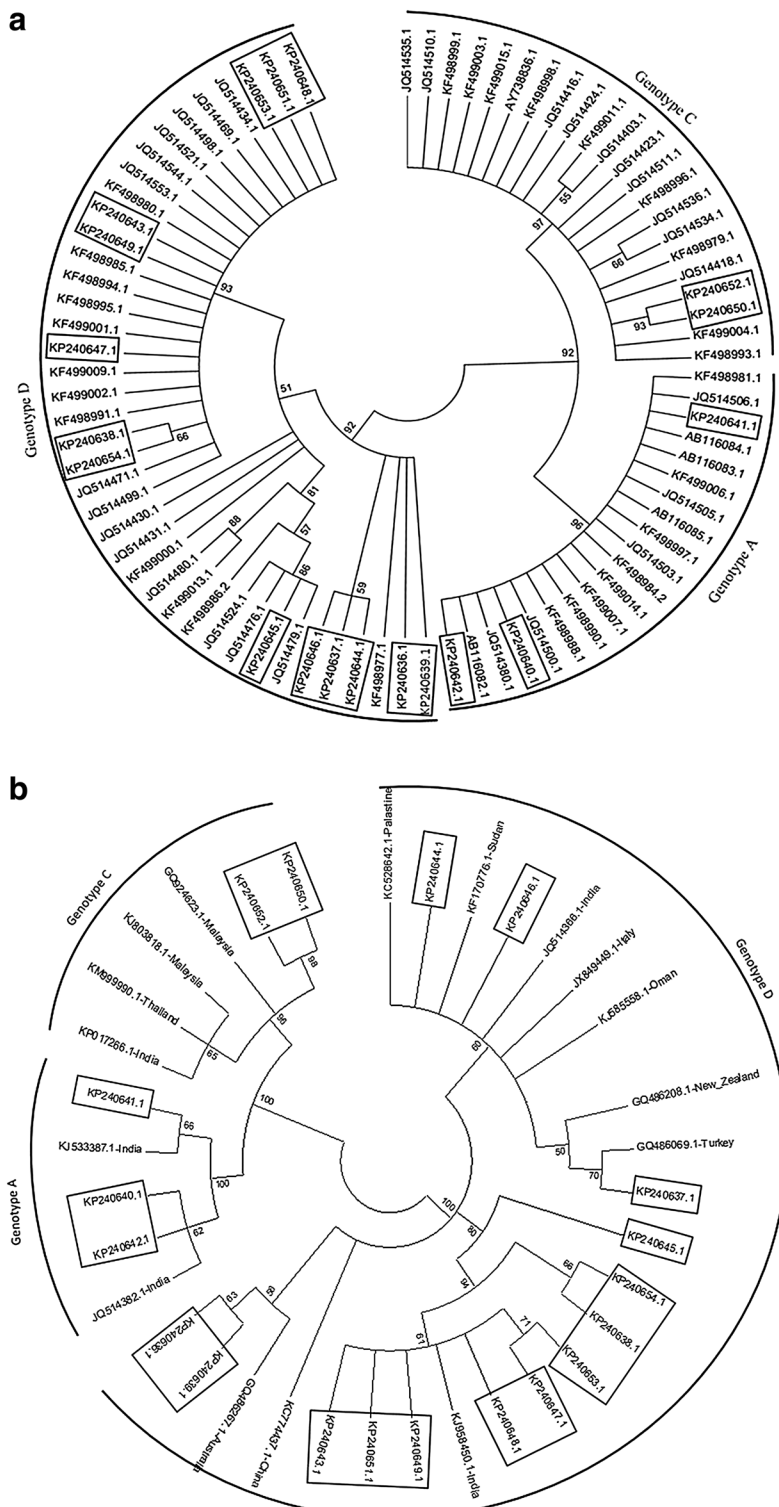 a
JQ514535.1
JQ514510.1
KF498999.1
KF499003.1
KF499015.1
AY738836.1
KF498998.1
JQ514416.1
JQ514424.1
KF499011.1
JQ514403.1
JQ514423.1
JQ514511.1
KF498996.1
JQ514536.1
JQ514534.1
KF498979.1
JQ514418.1
KP240652.1
KP240650.1
KF499004.1
KF498993.1
Genotype C
KF498981.1
JQ514506.1
KP240641.1
AB116084.1
AB116083.1
KF499006.1
JQ514505.1
AB116085.1
KF498997.1
JQ514503.1
KF498984.2
KF499014.1
KF499007.1
KF498990.1
KF498988.1
JQ514500.1
KP240640.1
JQ514380.1
AB116082.1
KP240642.1
Genotype A
KP240639.1
KP240636.1
KF498977.1
KP240644.1
KP240637.1
KP240646.1
JQ514479.1
KP240645.1
JQ514476.1
JQ514524.1
KF498986.2
KF499013.1
JQ514480.1
KF499000.1
JQ514431.1
JQ514430.1
JQ514499.1
JQ514471.1
KP240654.1
KP240638.1
KF498991.1
KF499002.1
KF499009.1
KP240647.1
KF499001.1
KF498995.1
KF498994.1
KF498985.1
KP240649.1
KP240643.1
KF498980.1
JQ514553.1
JQ514544.1
JQ514521.1
JQ514498.1
JQ514469.1
JQ514434.1
KP240653.1
KP240651.1
KP240648.1
Genotype D
97
55
66
93
92
96
93
51
92
66
81
88
57
86
59
b
KC528642.1-Palastine
KP240644.1
KF170776.1-Sudan
KP240646.1
JQ514386.1-India
JX849449.1-Italy
KJ585558.1-Oman
GQ486208.1-New_Zealand
GQ486069.1-Turkey
KP240637.1
KP240645.1
KP240654.1
KP240638.1
KP240653.1
KP240647.1
KP240648.1
KJ958450.1-India
KP240649.1
KP240651.1
KP240643.1
KC774437.1-China
KP240639.1
KP240636.1
Genotype D
JQ514382.1-India
KP240642.1
KP240640.1
KJ533387.1-India
KP240641.1
Genotype A
KP017266.1-India
KM999990.1-Thailand
KJ803818.1-Malaysia
GQ924623.1-Malaysia
KP240652.1
KP240650.1
Genotype C
98
96
65
100
66
100
62
63
56
100
80
94
61
71
66
60
50
70